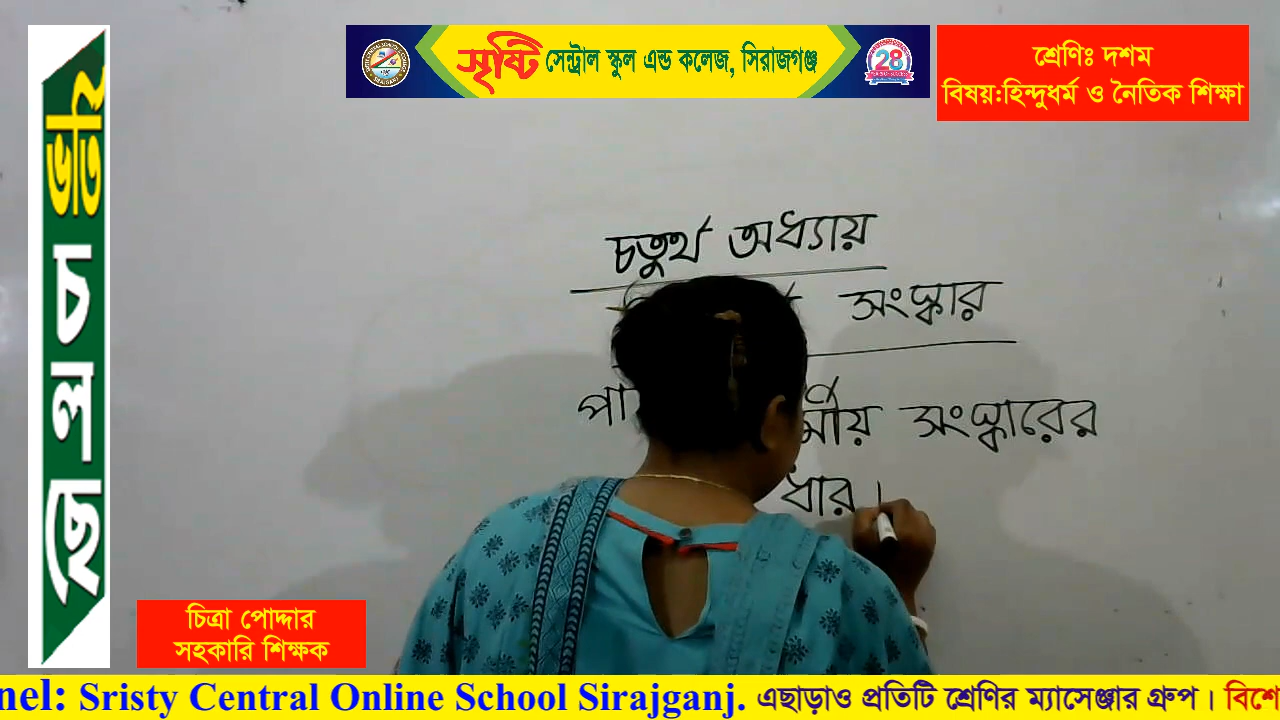 সৃষ্টি সেন্ট্রাল স্কুল এন্ড কলেজ, সিরাজগঞ্জ
28
শ্রেণিঃ দশম
বিষয়:হিন্দুধর্ম ও নৈতিক শিক্ষা
ভর্তি চলছে
চতুর্থ অধ্যায়
সংস্কার
সংস্কারের
চিত্রা পোদ্দার
সহকারি শিক্ষক
nel: Sristy Central Online School Sirajganj. এছাড়াও প্রতিটি শ্রেণির ম্যাসেঞ্জার গ্রুপ। বিশে